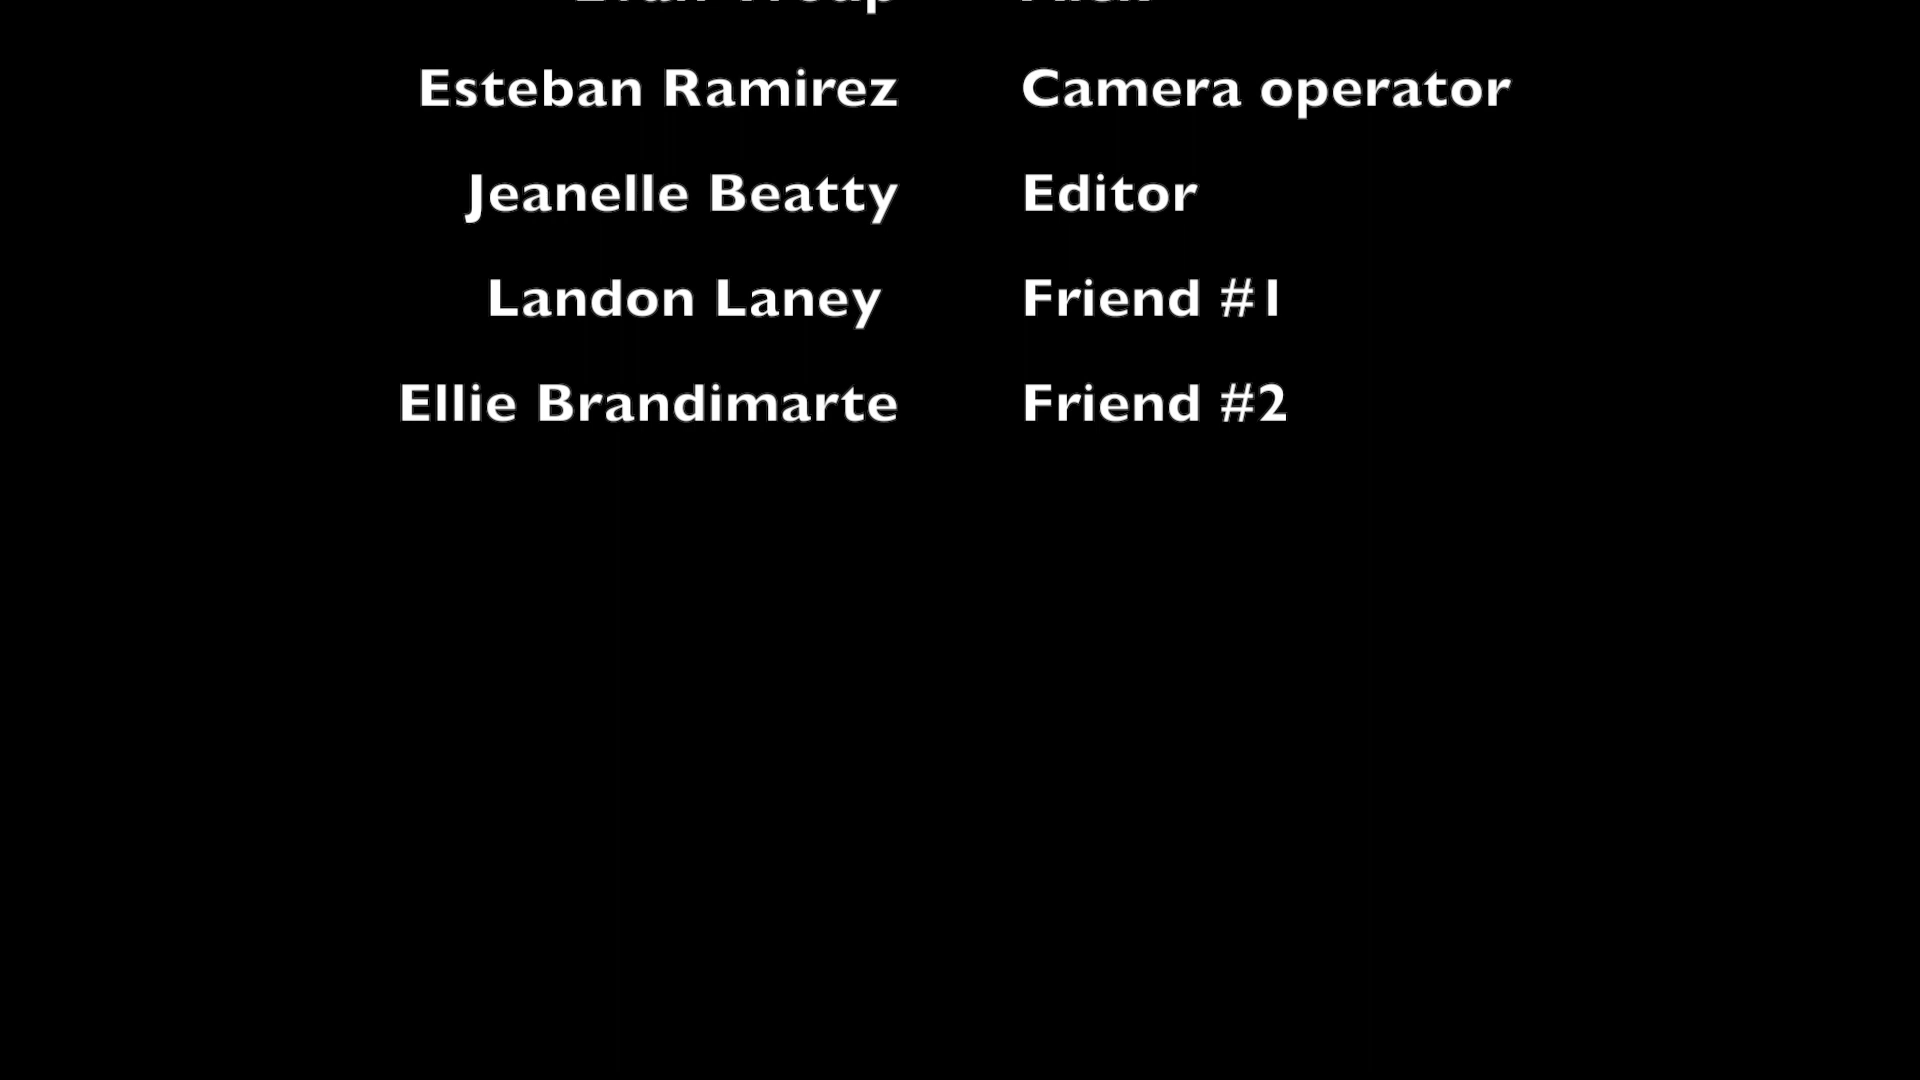 Esteban Ramirez Camera operator
Jeanelle Beatty Editor
Landon Laney Friend #1
Ellie Brandimarte Friend #2